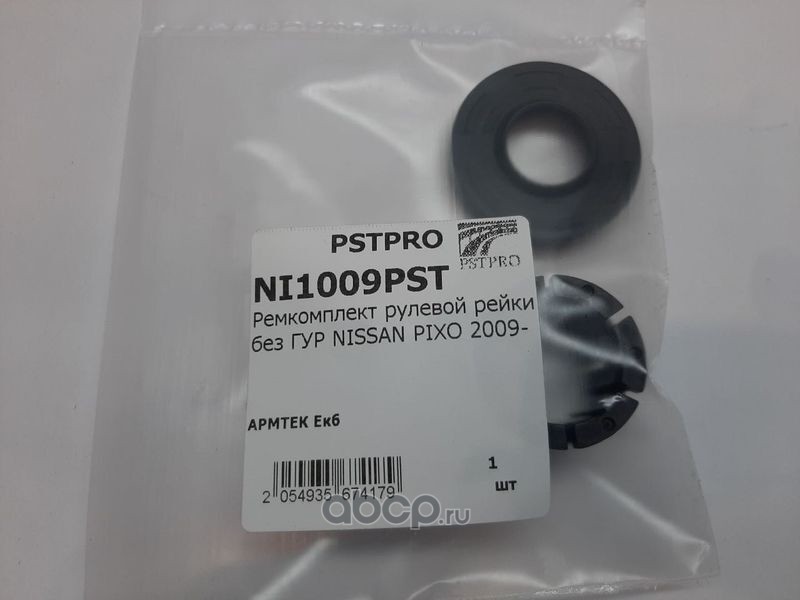 PSTPRO
PSTPRO
NI1009PST
Ремкомплект рулевой рейки
без ГУР NISSAN PIXO 2009-
АРМТЕК Екб
1
шт
2 054935 674179
abcp.ru